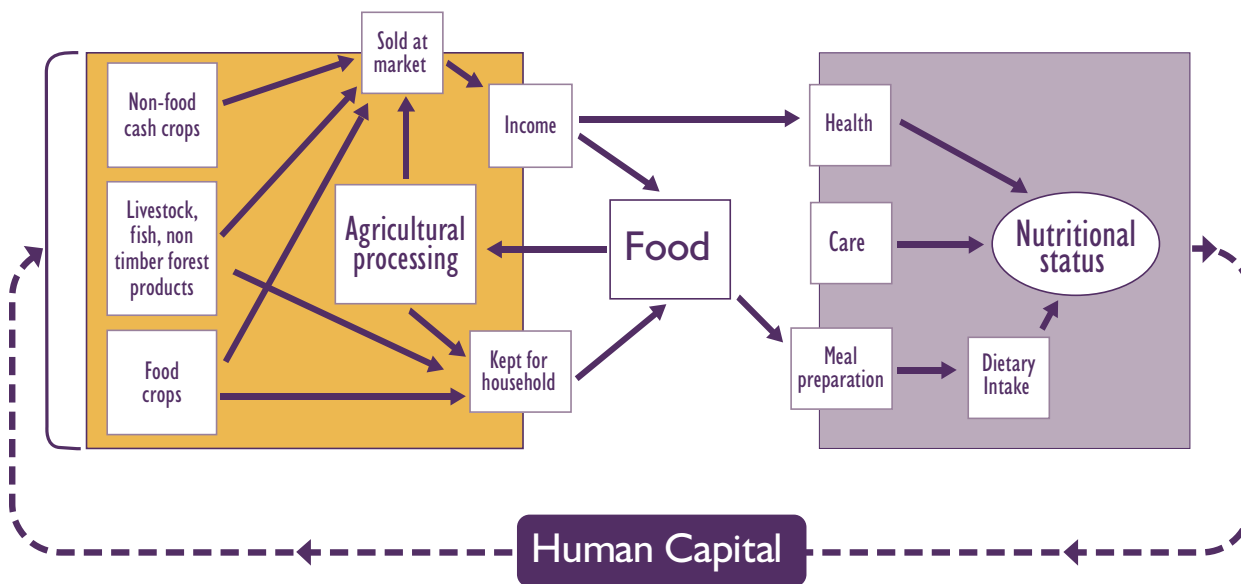 Sold at
market
Non-food
cash crops
Income
Health
Livestock,
fish, non
timber forest
products
Agricultural
processing
Food
Care
Nutritional
status
Food
crops
Kept for
household
Meal
preparation
Dietary
Intake
Human Capital